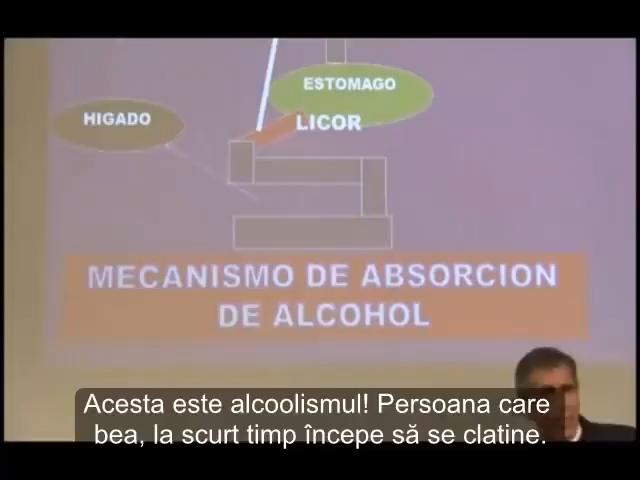 ESTOMAGO
HIGADO
LICOR
MECANISMO DE ABSORCION
DE ALCOHOL
Acesta este alcoolismul! Persoana care
bea, la scurt timp începe să se clatine.